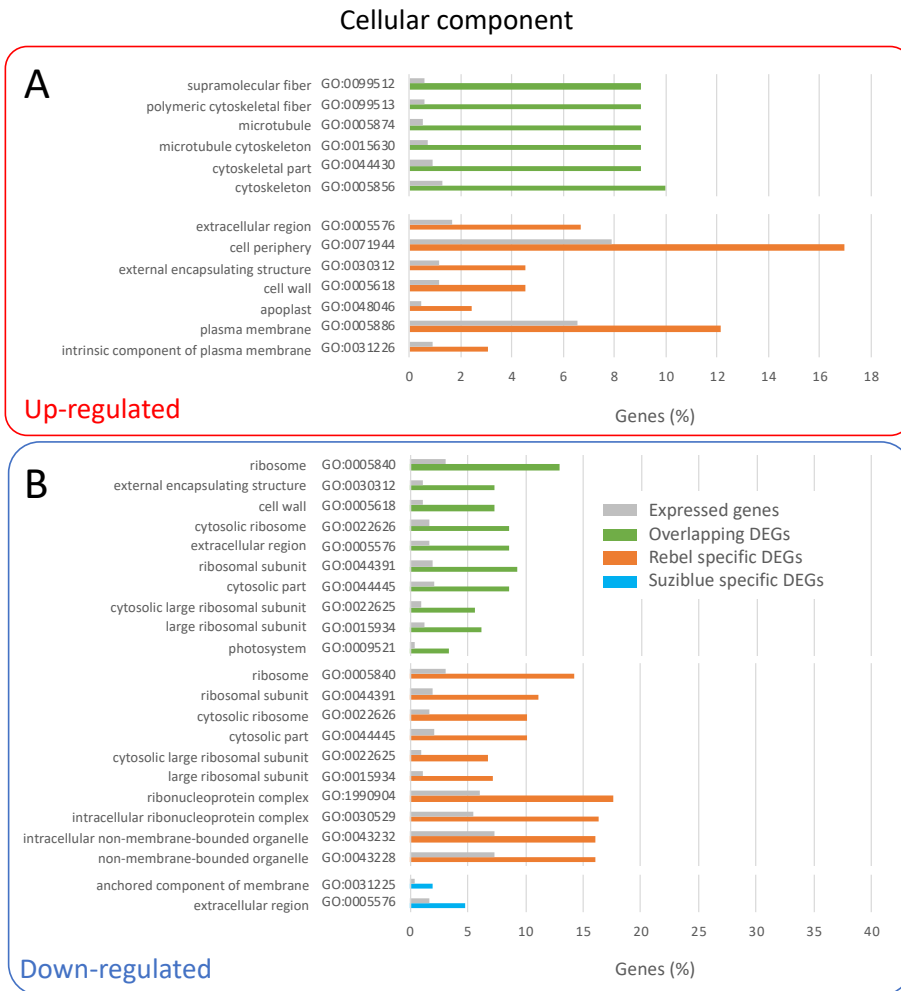 Cellular component
A
supramolecular fiber GO:0099512
polymeric cytoskeletal fiber GO:0099513
microtubule GO:0005874
microtubule cytoskeleton GO:0015630
cytoskeletal part GO:0044430
cytoskeleton GO:0005856
extracellular region GO:0005576
cell periphery GO:0071944
external encapsulating structure GO:0030312
cell wall GO:0005618
apoplast GO:0048046
plasma membrane GO:0005886
intrinsic component of plasma membrane GO:0031226
0 2 4 6 8 10 12 14 16 18
Genes (%)
Up-regulated
B
ribosome GO:0005840
external encapsulating structure GO:0030312
cell wall GO:0005618
cytosolic ribosome GO:0022626
extracellular region GO:0005576
ribosomal subunit GO:0044391
cytosolic part GO:0044445
cytosolic large ribosomal subunit GO:0022625
large ribosomal subunit GO:0015934
photosystem GO:0009521
Expressed genes
Overlapping DEGs
Rebel specific DEGs
Suziblue specific DEGs
ribosome GO:0005840
ribosomal subunit GO:0044391
cytosolic ribosome GO:0022626
cytosolic part GO:0044445
cytosolic large ribosomal subunit GO:0022625
large ribosomal subunit GO:0015934
ribonucleoprotein complex GO:1990904
intracellular ribonucleoprotein complex GO:0030529
intracellular non-membrane-bounded organelle GO:0043232
non-membrane-bounded organelle GO:0043228
anchored component of membrane GO:0031225
extracellular region GO:0005576
0 5 10 15 20 25 30 35 40
Genes (%)
Down-regulated